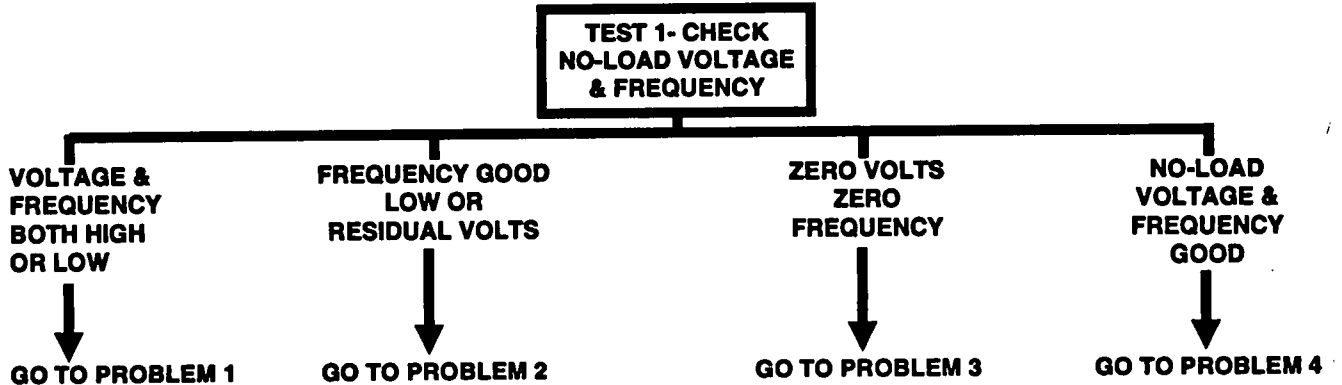 TEST 1- CHECK
NO-LOAD VOLTAGE
& FREQUENCY
VOLTAGE &
FREQUENCY
BOTH HIGH
OR LOW
GO TO PROBLEM 1
FREQUENCY GOOD
LOW OR
RESIDUAL VOLTS
GO TO PROBLEM 2
ZERO VOLTS
ZERO
FREQUENCY
GO TO PROBLEM 3
NO-LOAD
VOLTAGE &
FREQUENCY
GOOD
GO TO PROBLEM 4